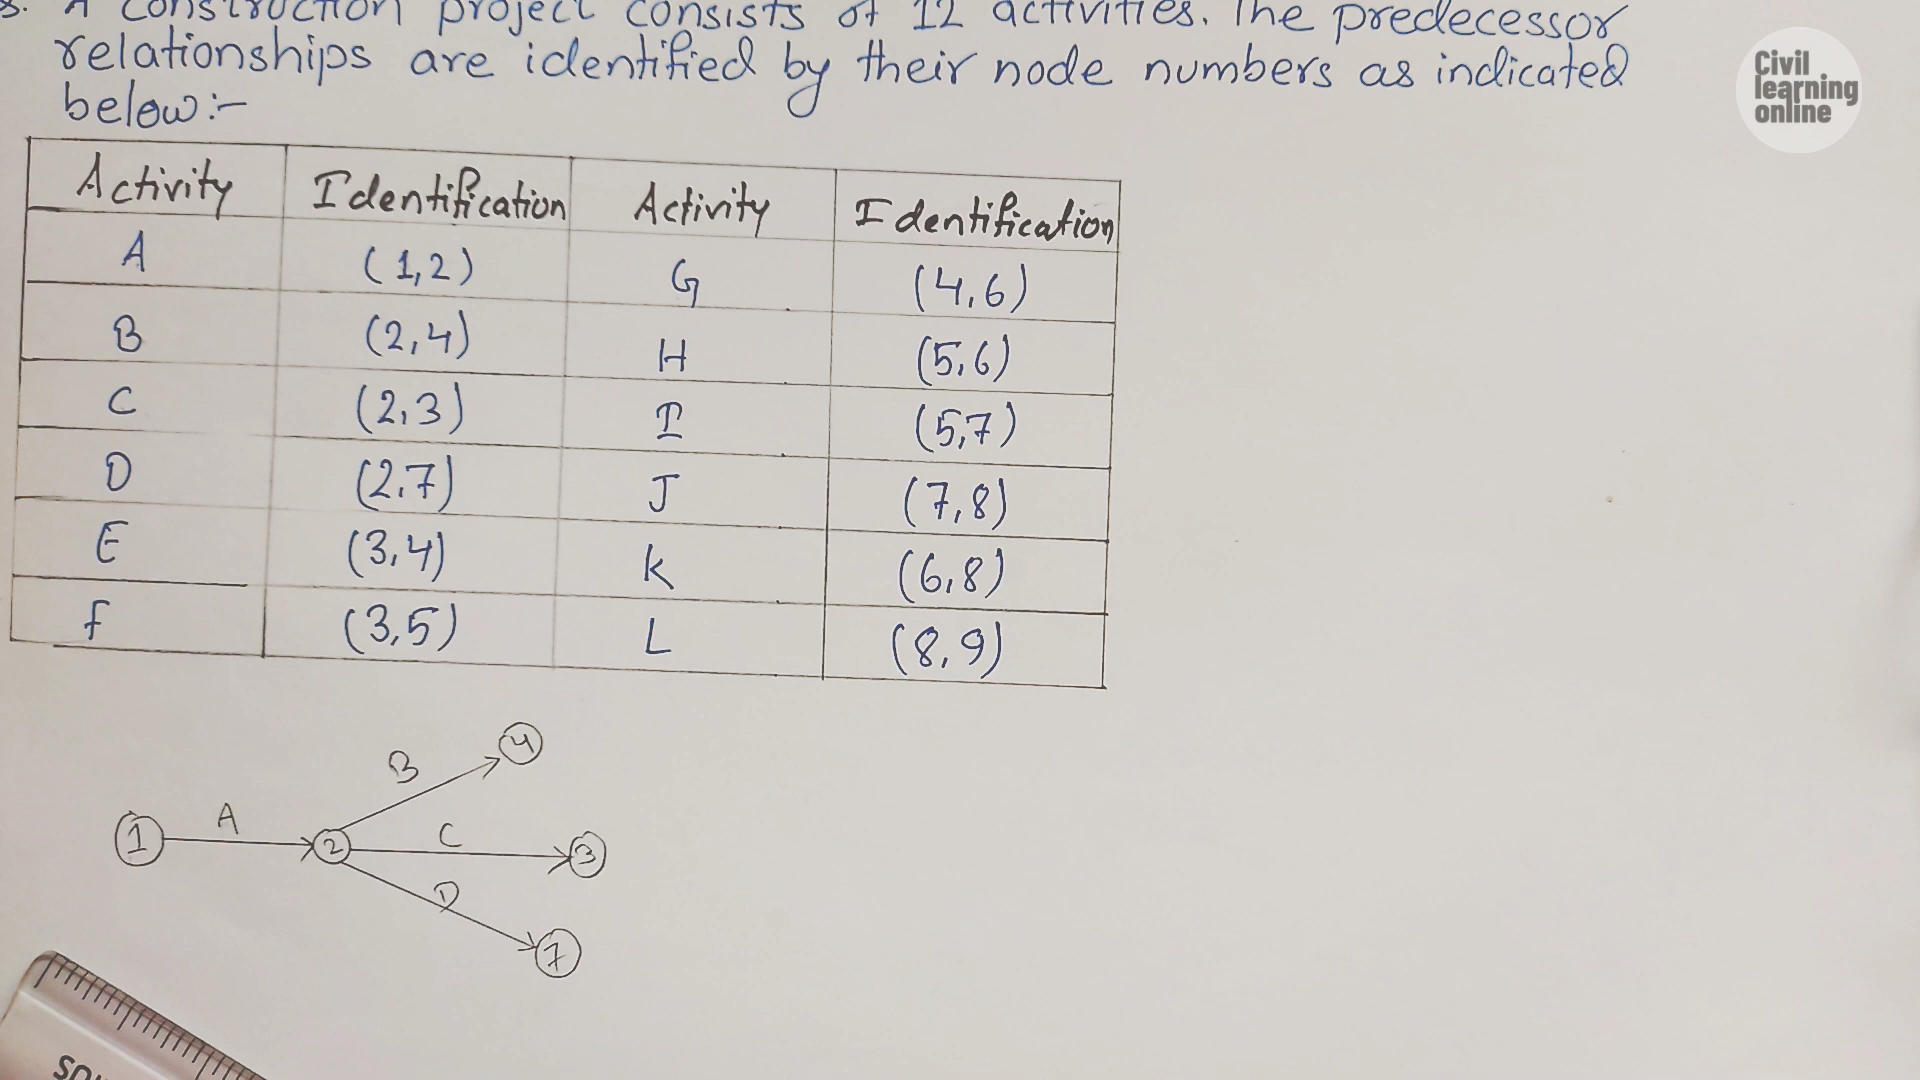 8. A construction project consists of 12 activities. The predecessor
relationships are identified by their node numbers as indicated
below:-
Civil
learning
online
Activity Identification Activity Identification
A (1,2) G (4,6)
B (2,4) H (5,6)
C (2,3) I (5,7)
D (2,7) J (7,8)
E (3,4) K (6,8)
f (3,5) L (8,9)
4
B
1 A 2 C 3
D
7